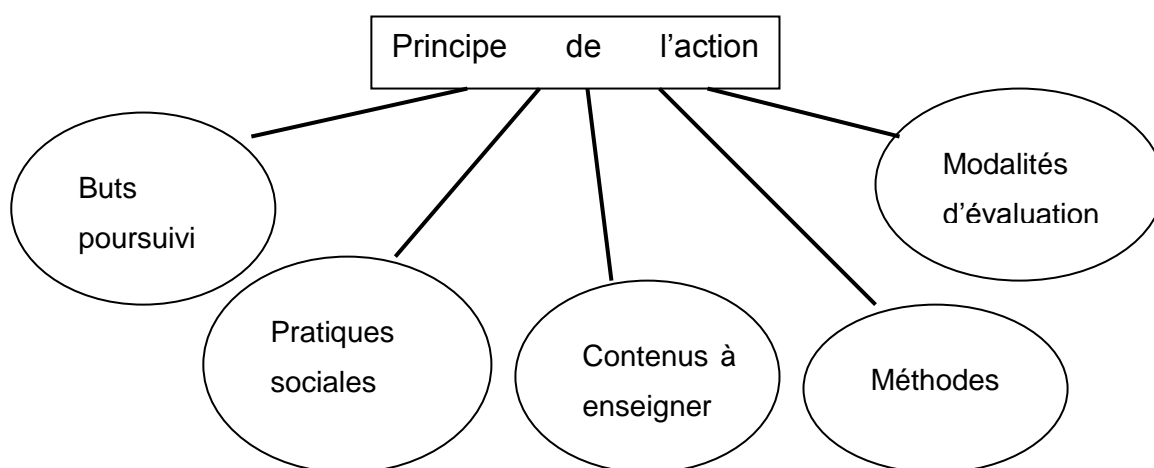 Principe de l'action
Buts
poursuivi
Pratiques
sociales
Contenus à
enseigner
Méthodes
Modalités
d'évaluation